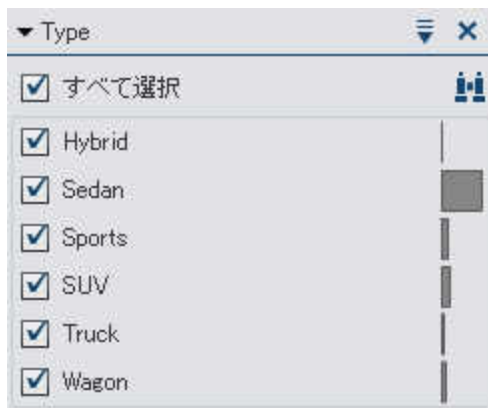 Type
すべて選択
Hybrid
Sedan
Sports
SUV
Truck
Wagon